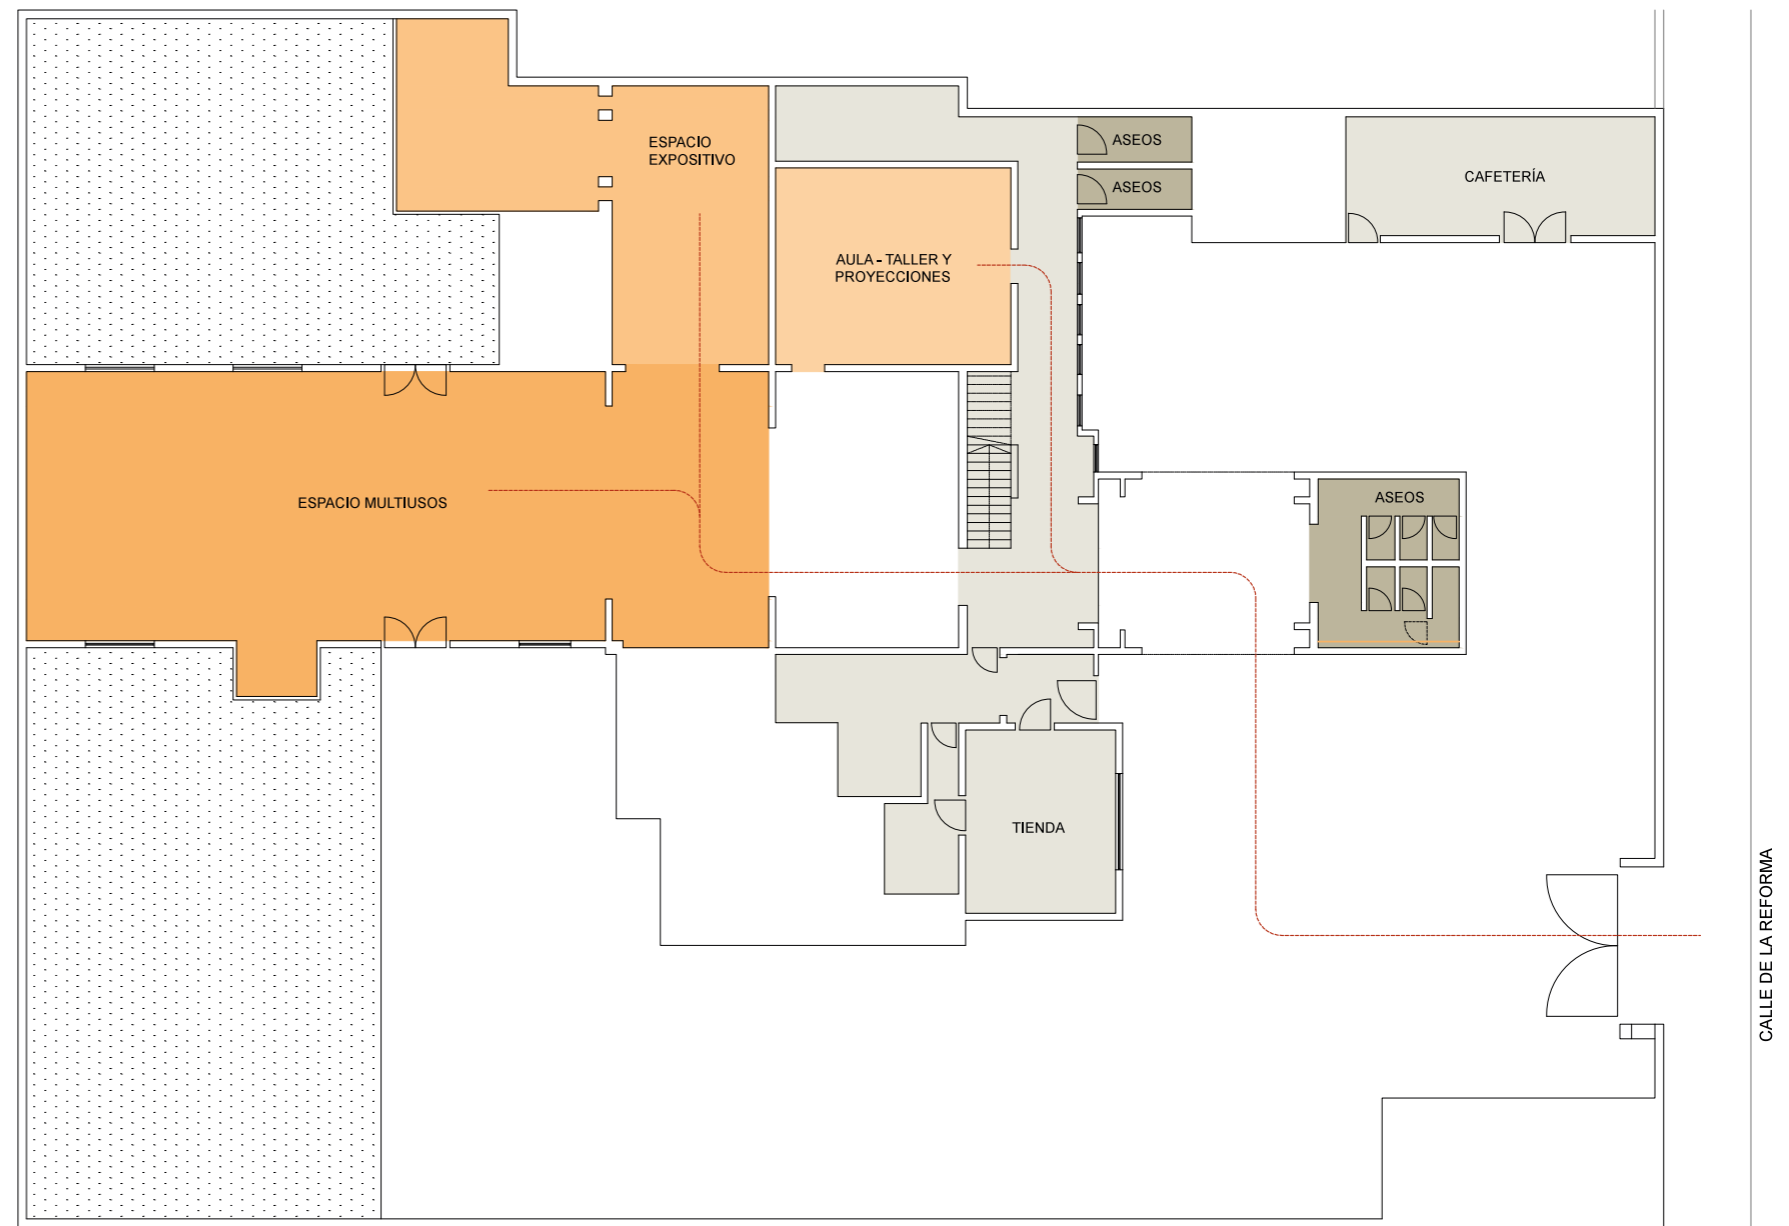 ESPACIO
EXPOSITIVO
ASEOS
ASEOS
CAFETERÍA
AULA - TALLER Y
PROYECCIONES
ESPACIO MULTIUSOS
ASEOS
TIENDA
CALLE DE LA REFORMA